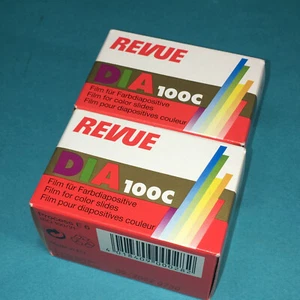 REVUE
DIA 100C
Film für Farbdiapositive
Film for color slides
Film pour diapositives couleur
REVUE
DIA 100C
Film für Farbdiapositive
Film for color slides
Film pour diapositives couleur